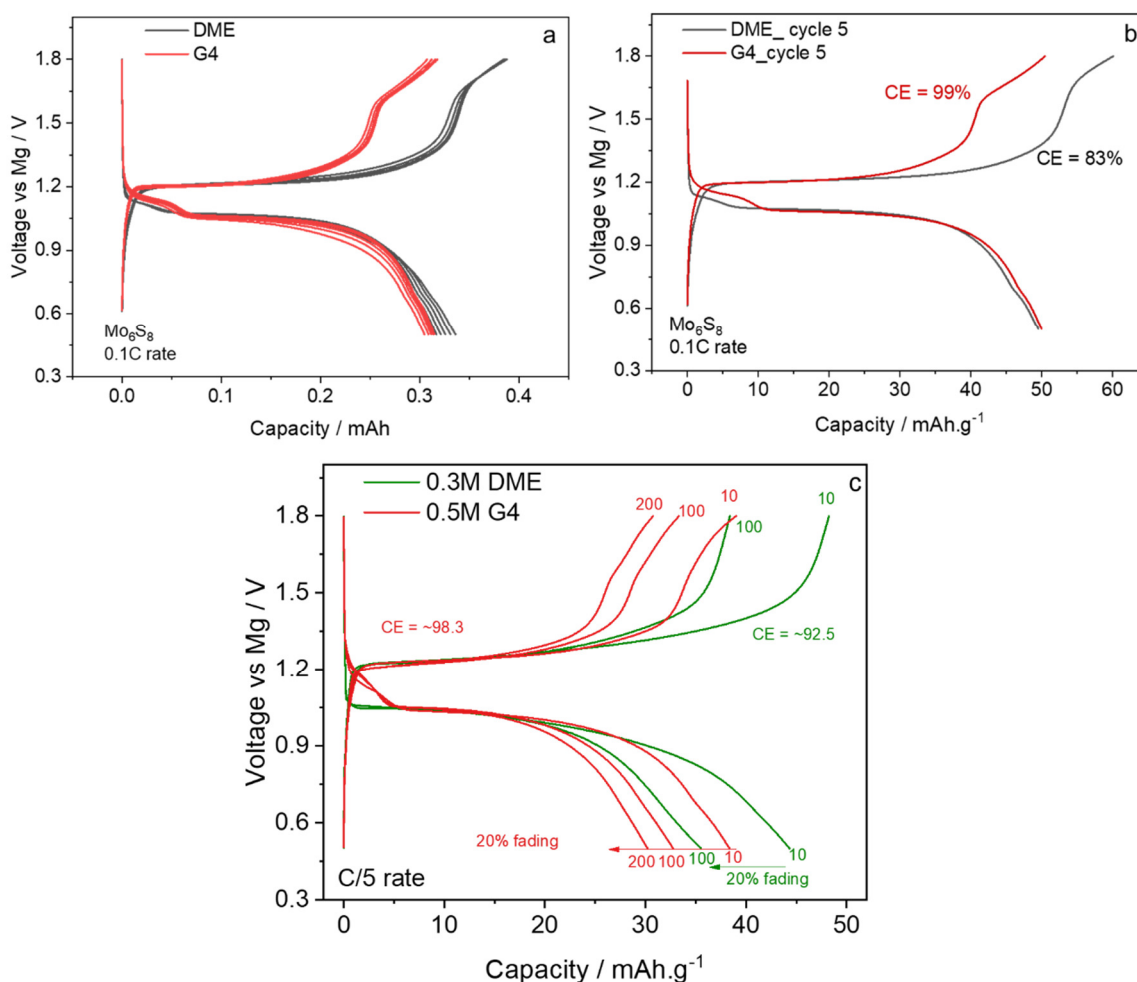 DME
G4
a
1.8
1.5
1.2
0.9
0.6
0.3
Voltage vs Mg / V
Mo₆S₈
0.1C rate
0.0 0.1 0.2 0.3 0.4
Capacity / mAh
DME_ cycle 5
G4_cycle 5
b
CE = 99%
CE = 83%
1.8
1.5
1.2
0.9
0.6
0.3
Voltage vs Mg / V
Mo₆S₈
0.1C rate
0 10 20 30 40 50 60
Capacity / mAh.g⁻¹
0.3M DME
0.5M G4
c
200 100 10 100 10
CE = ~98.3
CE = ~92.5
1.8
1.5
1.2
0.9
0.6
0.3
Voltage vs Mg / V
20% fading
200 100 100 10 10
20% fading
C/5 rate
0 10 20 30 40 50
Capacity / mAh.g⁻¹